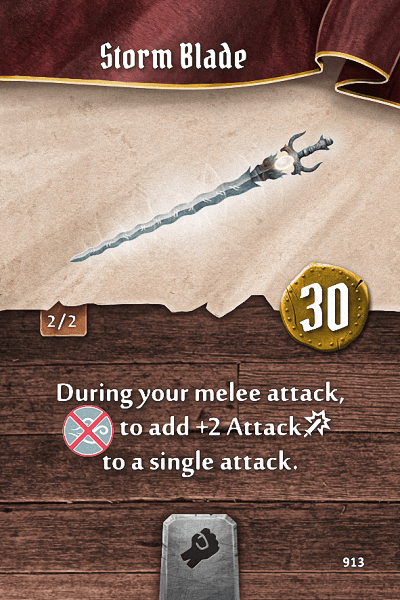 Storm Blade
30
2/2
During your melee attack,
to add +2 Attack
to a single attack.
913